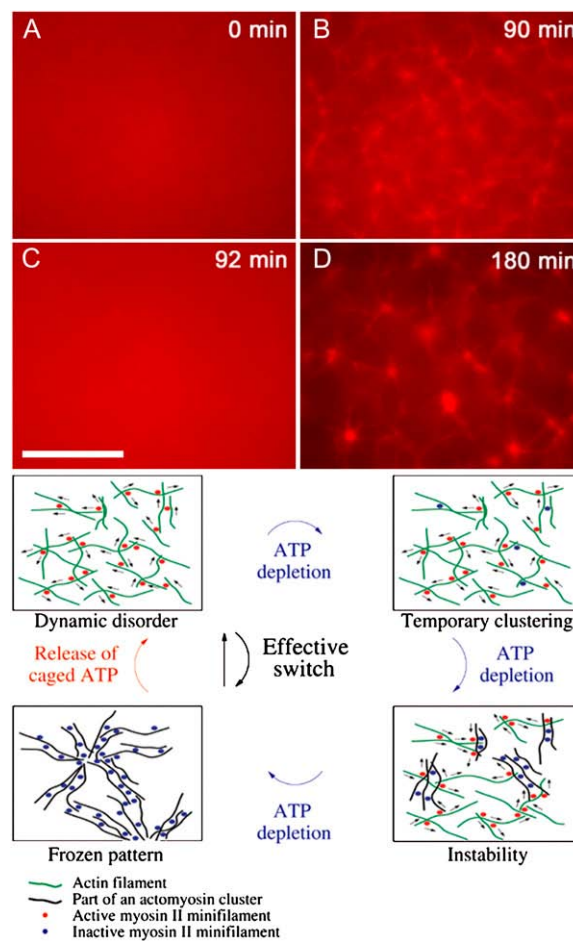 A 0 min
B 90 min
C 92 min
D 180 min
ATP
depletion
Dynamic disorder
Temporary clustering
Release of
caged ATP
Effective
switch
ATP
depletion
ATP
depletion
Frozen pattern
Instability
Actin filament
Part of an actomyosin cluster
Active myosin II minifilament
Inactive myosin II minifilament